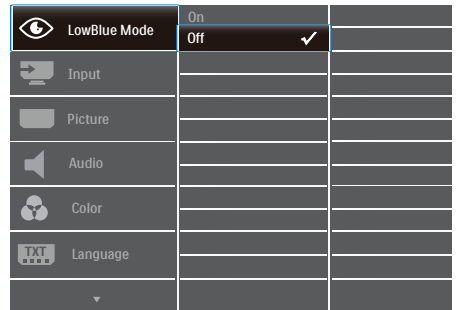 LowBlue Mode
On
Off
Input
Picture
Audio
Color
TXT
Language